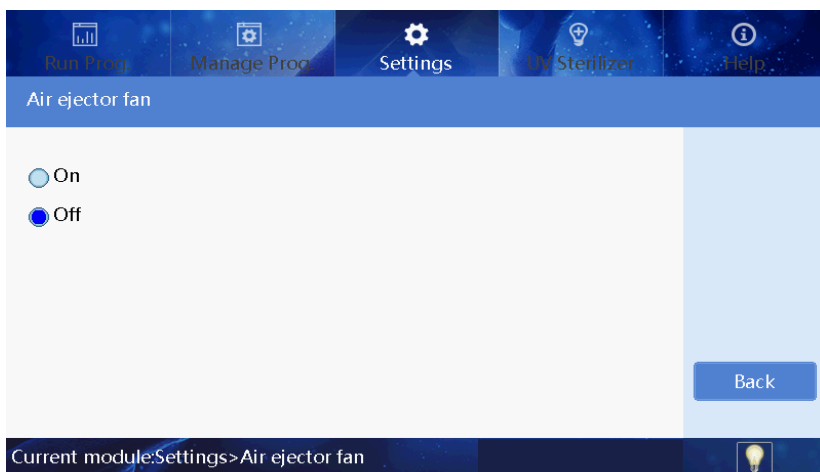 Run Prog
Manage Prog
Settings
UV Sterilizer
Help
Air ejector fan
On
Off
Back
Current module:Settings>Air ejector fan